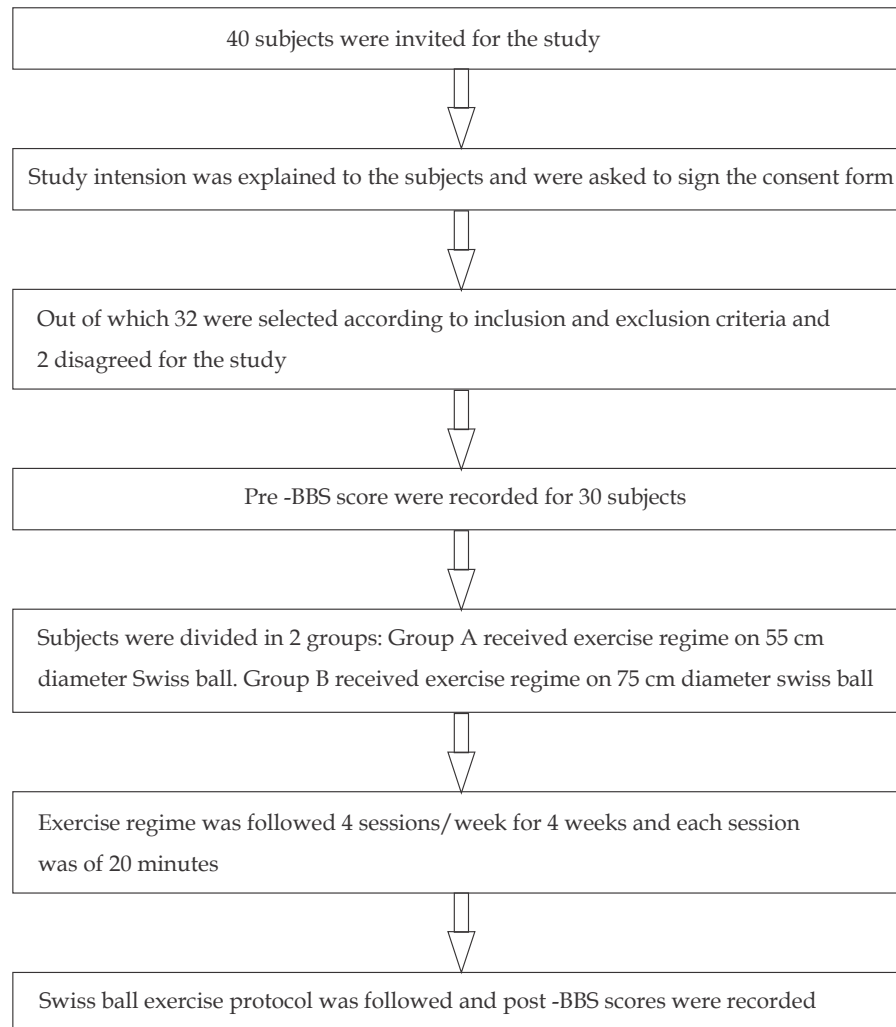 40 subjects were invited for the study
Study intension was explained to the subjects and were asked to sign the consent form
Out of which 32 were selected according to inclusion and exclusion criteria and
2 disagreed for the study
Pre -BBS score were recorded for 30 subjects
Subjects were divided in 2 groups: Group A received exercise regime on 55 cm
diameter Swiss ball. Group B received exercise regime on 75 cm diameter swiss ball
Exercise regime was followed 4 sessions/week for 4 weeks and each session
was of 20 minutes
Swiss ball exercise protocol was followed and post -BBS scores were recorded